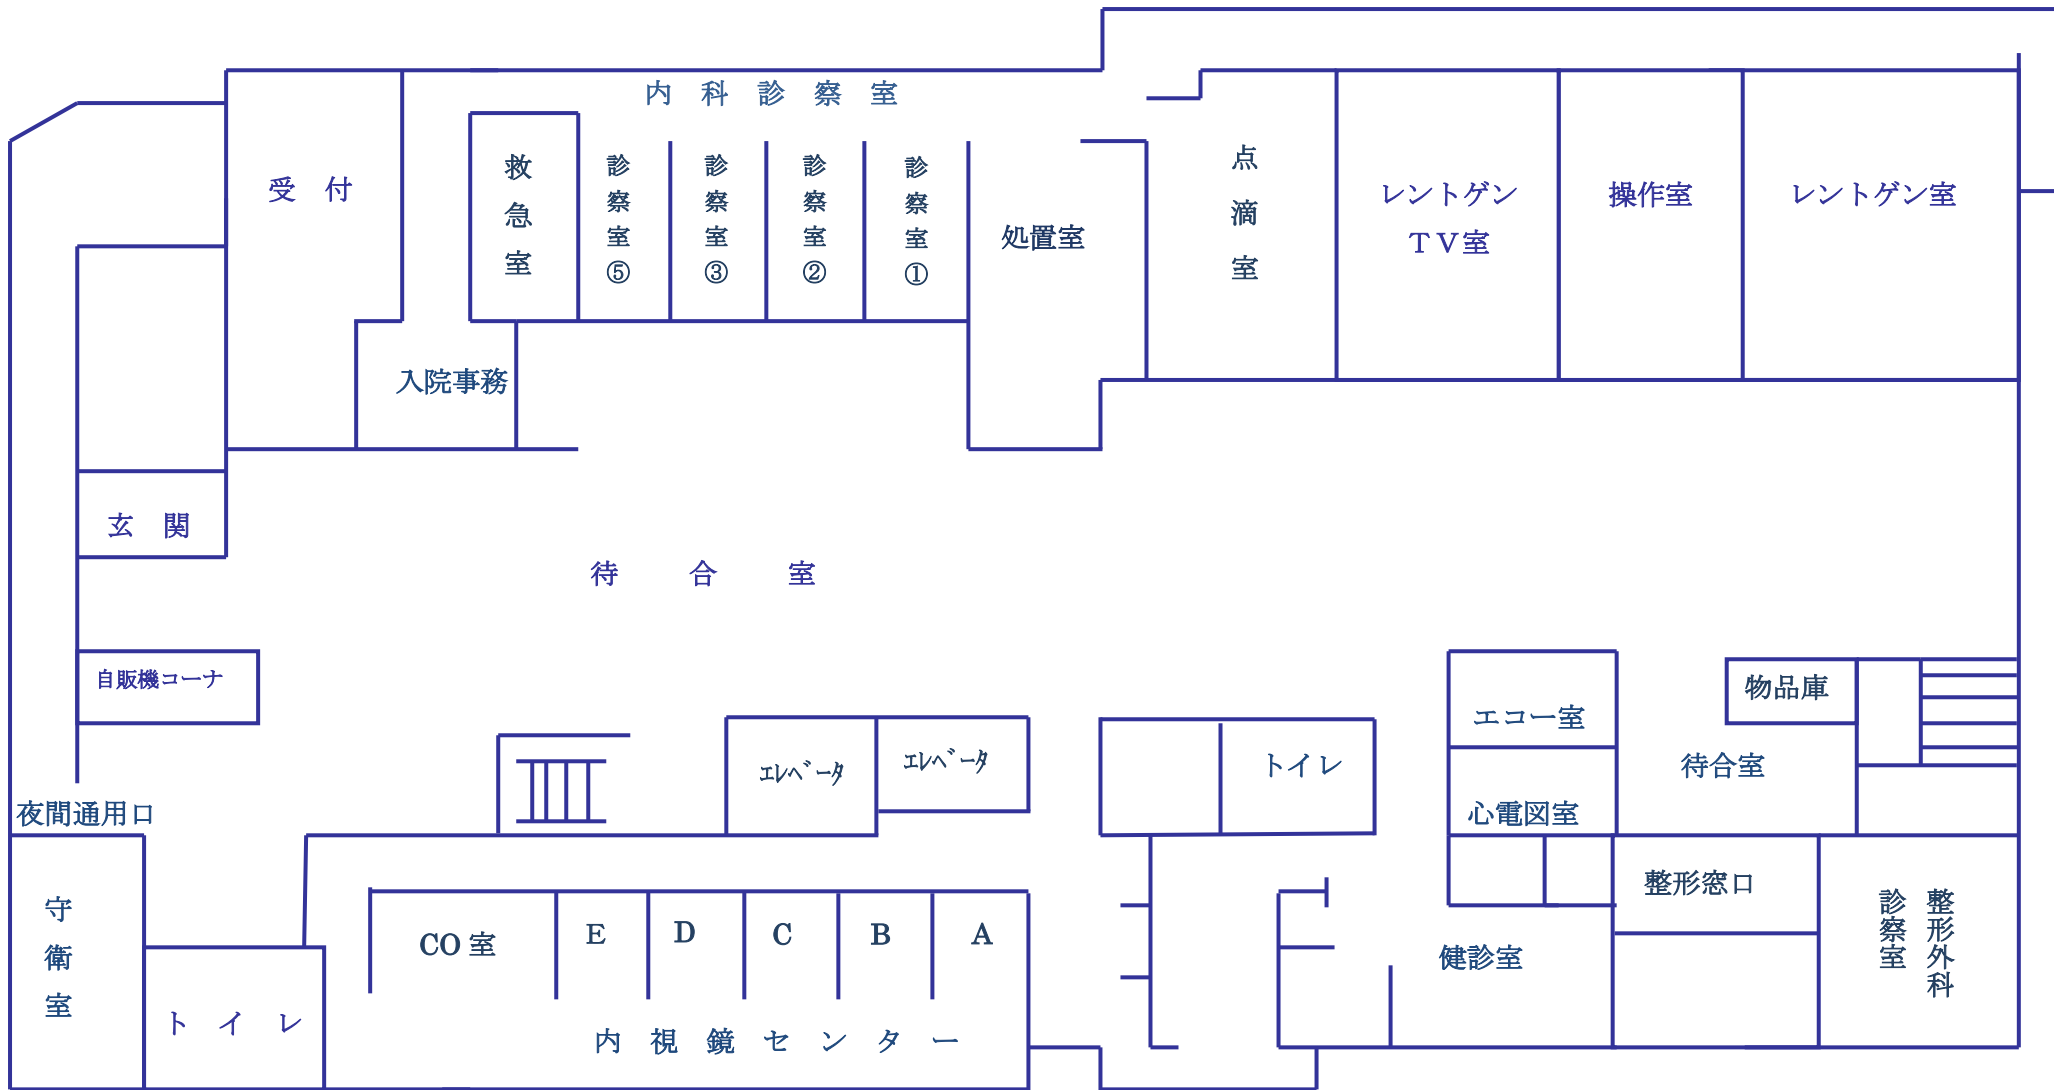 内 科 診 察 室
受 付
救急室
診察室⑤
診察室③
診察室②
診察室①
処置室
点滴室
レントゲン
ＴＶ室
操作室
レントゲン室
入院事務
玄 関
待 合 室
自販機コーナ
夜間通用口
ｴﾚﾍﾞｰﾀ
ｴﾚﾍﾞｰﾀ
トイレ
エコー室
心電図室
物品庫
待合室
守衛室
ト イ レ
CO室
E
D
C
B
A
内 視 鏡 セ ン タ ー
健診室
整形窓口
整形外科
診察室